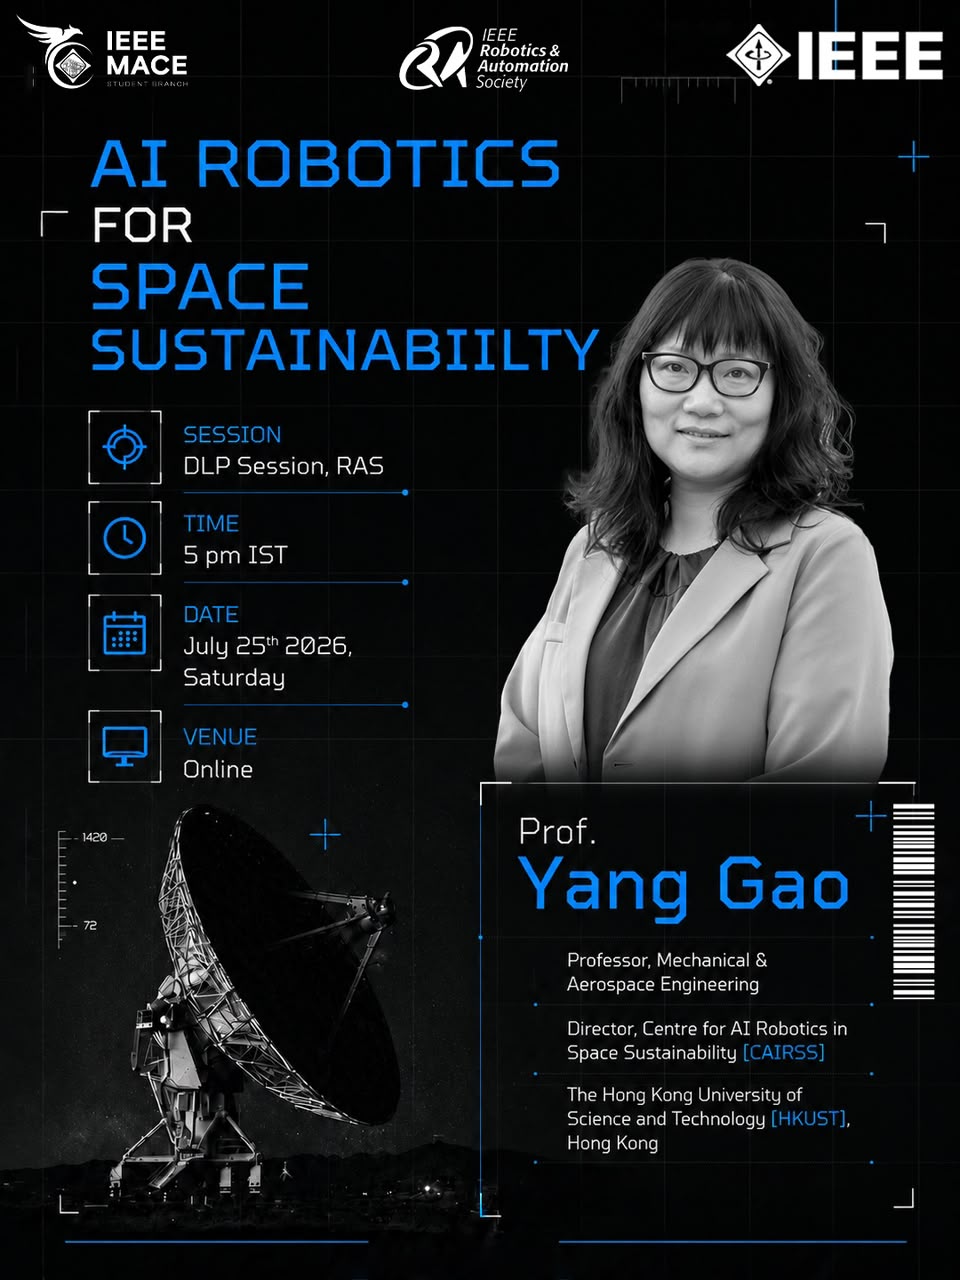 IEEE
MACE
STUDENT BRANCH
IEEE
Robotics &
Automation
Society
IEEE
AI ROBOTICS
FOR
SPACE
SUSTAINABIILTY
SESSION
DLP Session, RAS
TIME
5 pm IST
DATE
July 25th 2026,
Saturday
VENUE
Online
1420
72
Prof.
Yang Gao
Professor, Mechanical &
Aerospace Engineering
Director, Centre for AI Robotics in
Space Sustainability [CAIRSS]
The Hong Kong University of
Science and Technology [HKUST],
Hong Kong